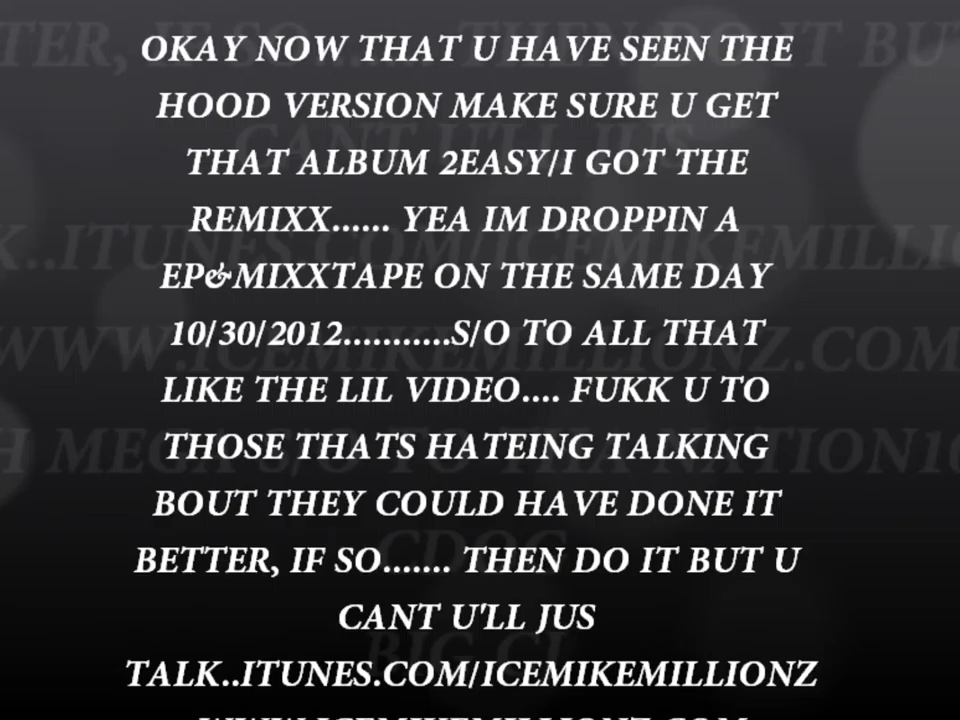 OKAY NOW THAT U HAVE SEEN THE
HOOD VERSION MAKE SURE U GET
THAT ALBUM 2EASY/I GOT THE
REMIXX...... YEA IM DROPPIN A
EP&MIXXTAPE ON THE SAME DAY
10/30/2012...........S/O TO ALL THAT
LIKE THE LIL VIDEO.... FUKK U TO
THOSE THATS HATEING TALKING
BOUT THEY COULD HAVE DONE IT
BETTER, IF SO....... THEN DO IT BUT U
CANT U'LL JUS
TALK..ITUNES.COM/ICEMIKEMILLIONZ
WWW.ICEMIKEMILLIONZ.COM